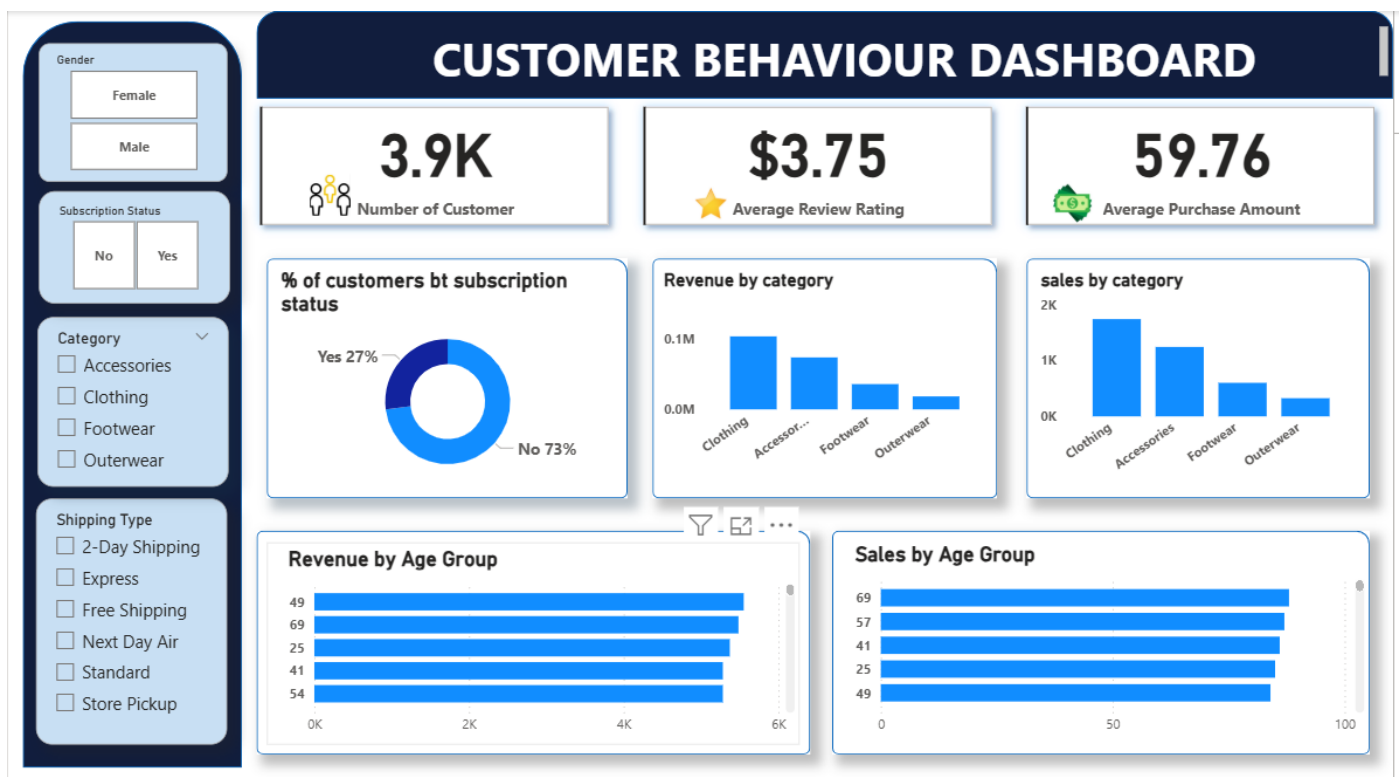 CUSTOMER BEHAVIOUR DASHBOARD
Gender
Female
Male
Subscription Status
No
Yes
Category
Accessories
Clothing
Footwear
Outerwear
Shipping Type
2-Day Shipping
Express
Free Shipping
Next Day Air
Standard
Store Pickup
3.9K
Number of Customer
$3.75
Average Review Rating
59.76
Average Purchase Amount
% of customers bt subscription
status
Yes 27%
No 73%
Revenue by category
0.1M
0.0M
Clothing
Accessor...
Footwear
Outerwear
sales by category
2K
1K
0K
Clothing
Accessories
Footwear
Outerwear
Revenue by Age Group
49
69
25
41
54
0K
2K
4K
6K
Sales by Age Group
69
57
41
25
49
0
50
100